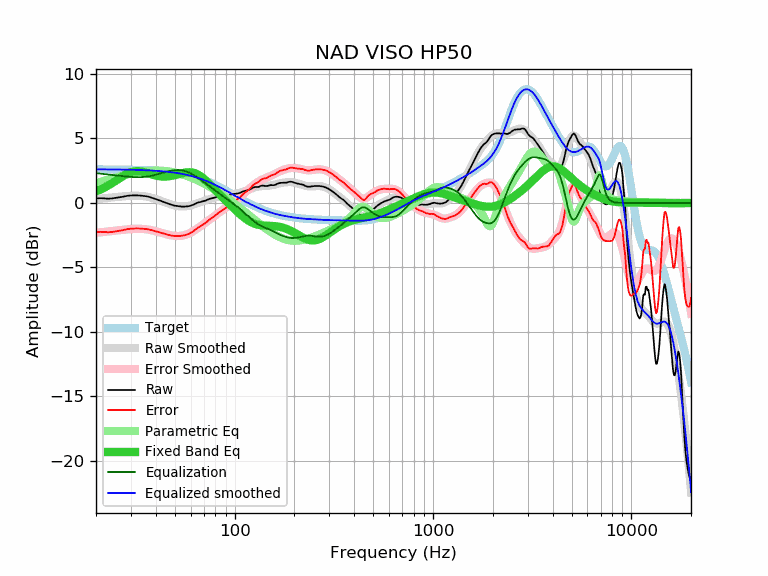 NAD VISO HP50
Amplitude (dBr)
10
5
0
−5
−10
−15
−20
Target
Raw Smoothed
Error Smoothed
Raw
Error
Parametric Eq
Fixed Band Eq
Equalization
Equalized smoothed
100
1000
10000
Frequency (Hz)